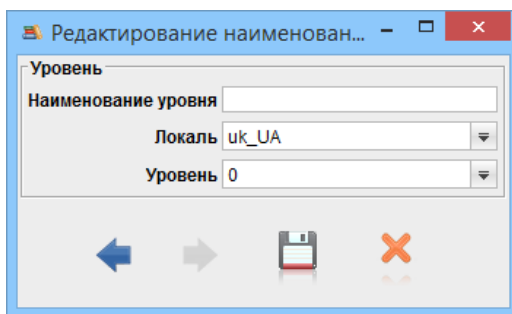 Редактирование наименован...
Уровень
Наименование уровня
Локаль uk_UA
Уровень 0